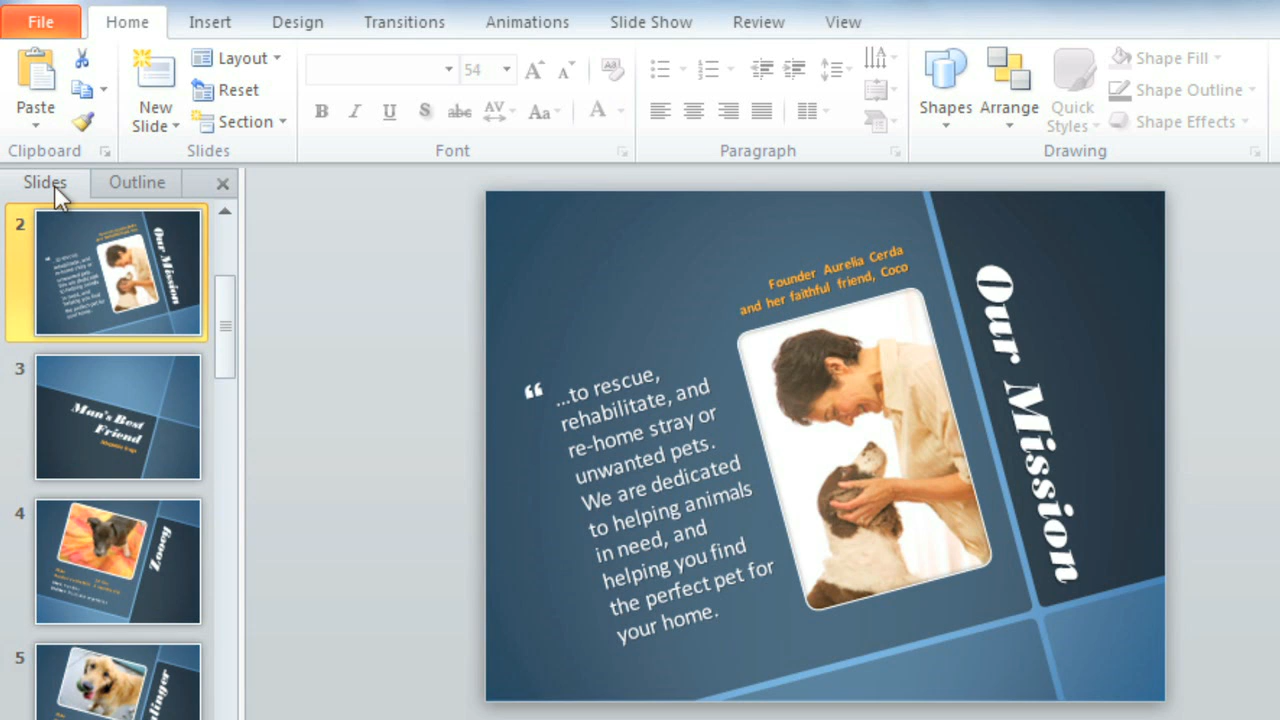 File Home Insert Design Transitions Animations Slide Show Review View
Paste
New
Slide
Layout
Reset
Section
54
B I U S abc AV Aa A
Shapes
Arrange
Quick
Styles
Shape Fill
Shape Outline
Shape Effects
Clipboard Slides Font Paragraph Drawing
Slides Outline
2
Our Mission
3
Man's Best
Friend
4
Zooey
5
Founder Aurelia Cerda
and her faithful friend, Coco
“ ...to rescue,
rehabilitate, and
re-home stray or
unwanted pets.
We are dedicated
to helping animals
in need, and
helping you find
the perfect pet for
your home.
Our Mission